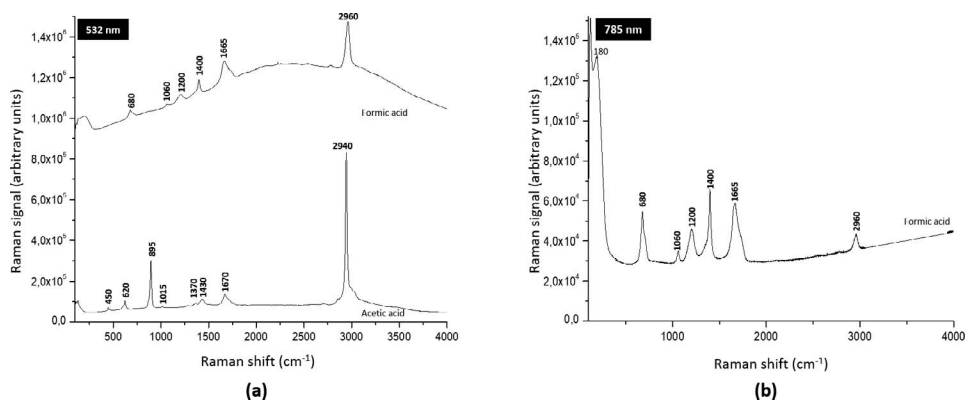 532 nm
1,4x10⁶
1,2x10⁶
1,0x10⁶
8,0x10⁵
6,0x10⁵
4,0x10⁵
2,0x10⁵
0,0
Raman signal (arbitrary units)
680
1060
1200
1400
1665
2960
Formic acid
450
620
895
1015
1370
1430
1670
2940
Acetic acid
500 1000 1500 2000 2500 3000 3500 4000
Raman shift (cm⁻¹)
(a)
785 nm
1,4x10⁵
1,2x10⁵
1,0x10⁵
8,0x10⁴
6,0x10⁴
4,0x10⁴
2,0x10⁴
0,0
Raman signal (arbitrary units)
180
680
1060
1200
1400
1665
2960
Formic acid
1000 2000 3000 4000
Raman shift (cm⁻¹)
(b)